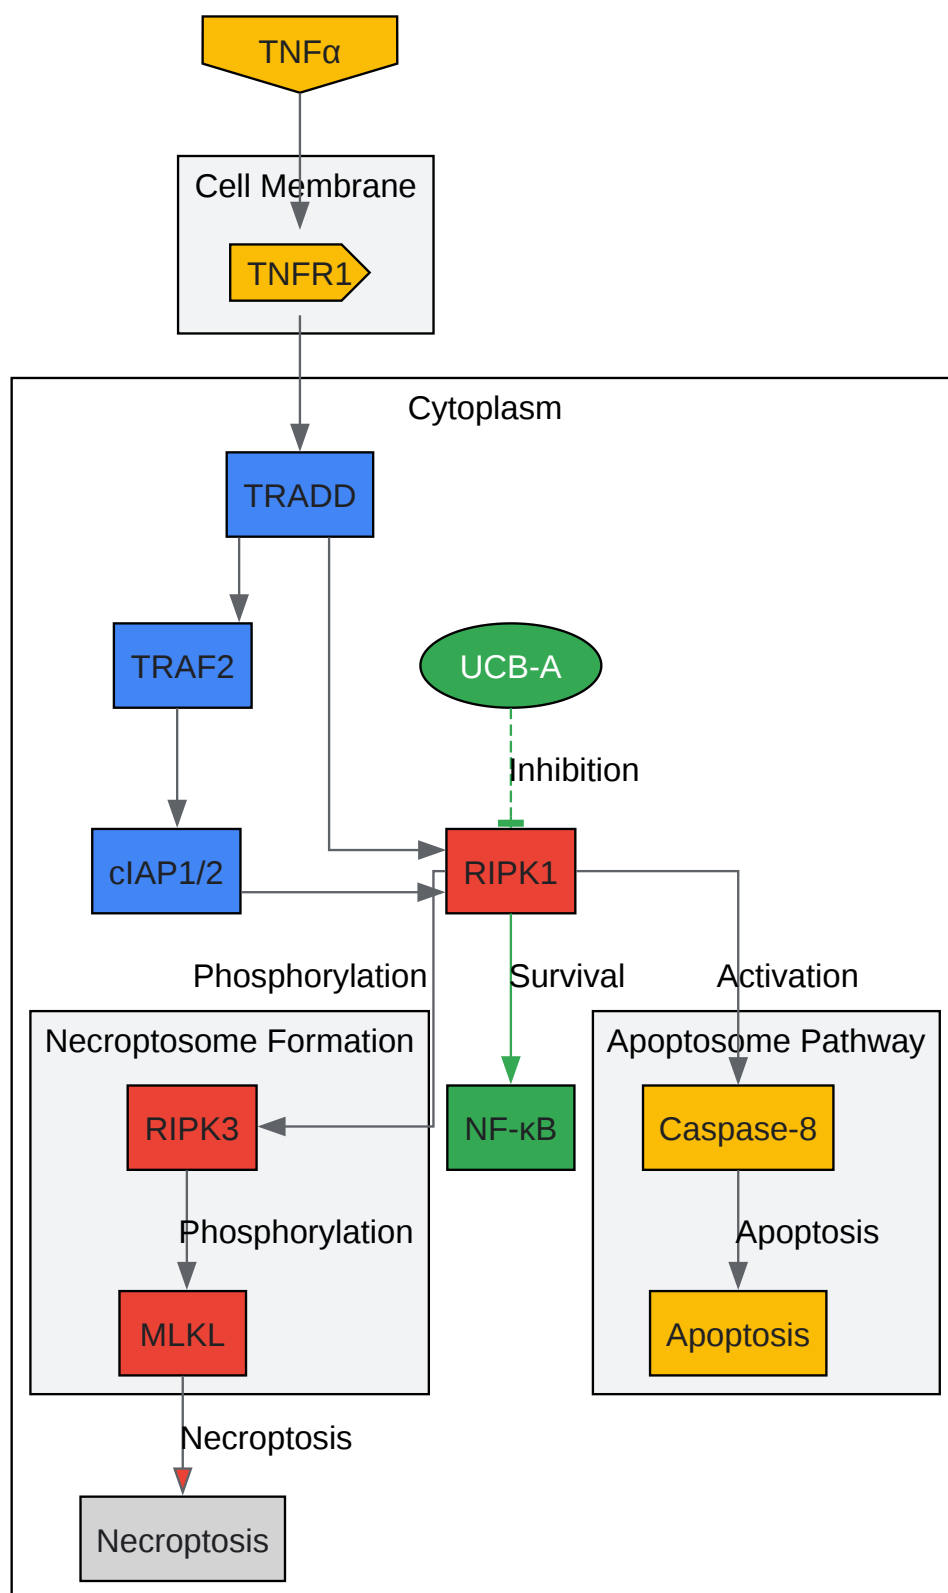 TNFα
Cell Membrane
TNFR1
Cytoplasm
TRADD
TRAF2
UCB-A
Inhibition
cIAP1/2
RIPK1
Phosphorylation
Survival
Activation
Necroptosome Formation
Apoptosome Pathway
RIPK3
NF-κB
Caspase-8
Phosphorylation
Apoptosis
MLKL
Apoptosis
Necroptosis
Necroptosis